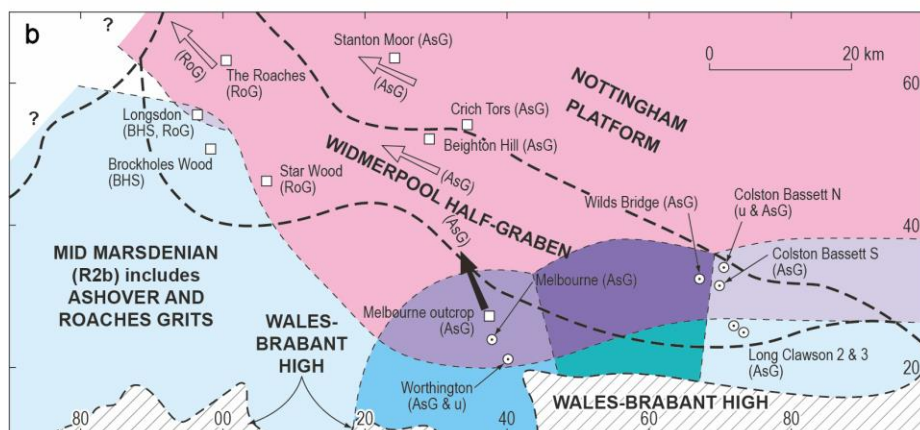 b
?
?
(RoG)
The Roaches
(RoG)
Stanton Moor (AsG)
(AsG)
0 20 km
60
NOTTINGHAM
PLATFORM
Longsdon
(BHS, RoG)
Brockholes Wood
(BHS)
Star Wood
(RoG)
Crich Tors (AsG)
Beighton Hill (AsG)
(AsG)
WIDMERPOOL HALF-GRABEN
(AsG)
Wilds Bridge (AsG)
Colston Bassett N
(u & AsG)
40
Colston Bassett S
(AsG)
MID MARSDENIAN
(R2b) includes
ASHOVER AND
ROACHES GRITS
Melbourne (AsG)
Melbourne outcrop
(AsG)
WALES-
BRABANT
HIGH
Long Clawson 2 & 3
(AsG)
20
Worthington
(AsG & u)
WALES-BRABANT HIGH
80 00 20 40 60 80